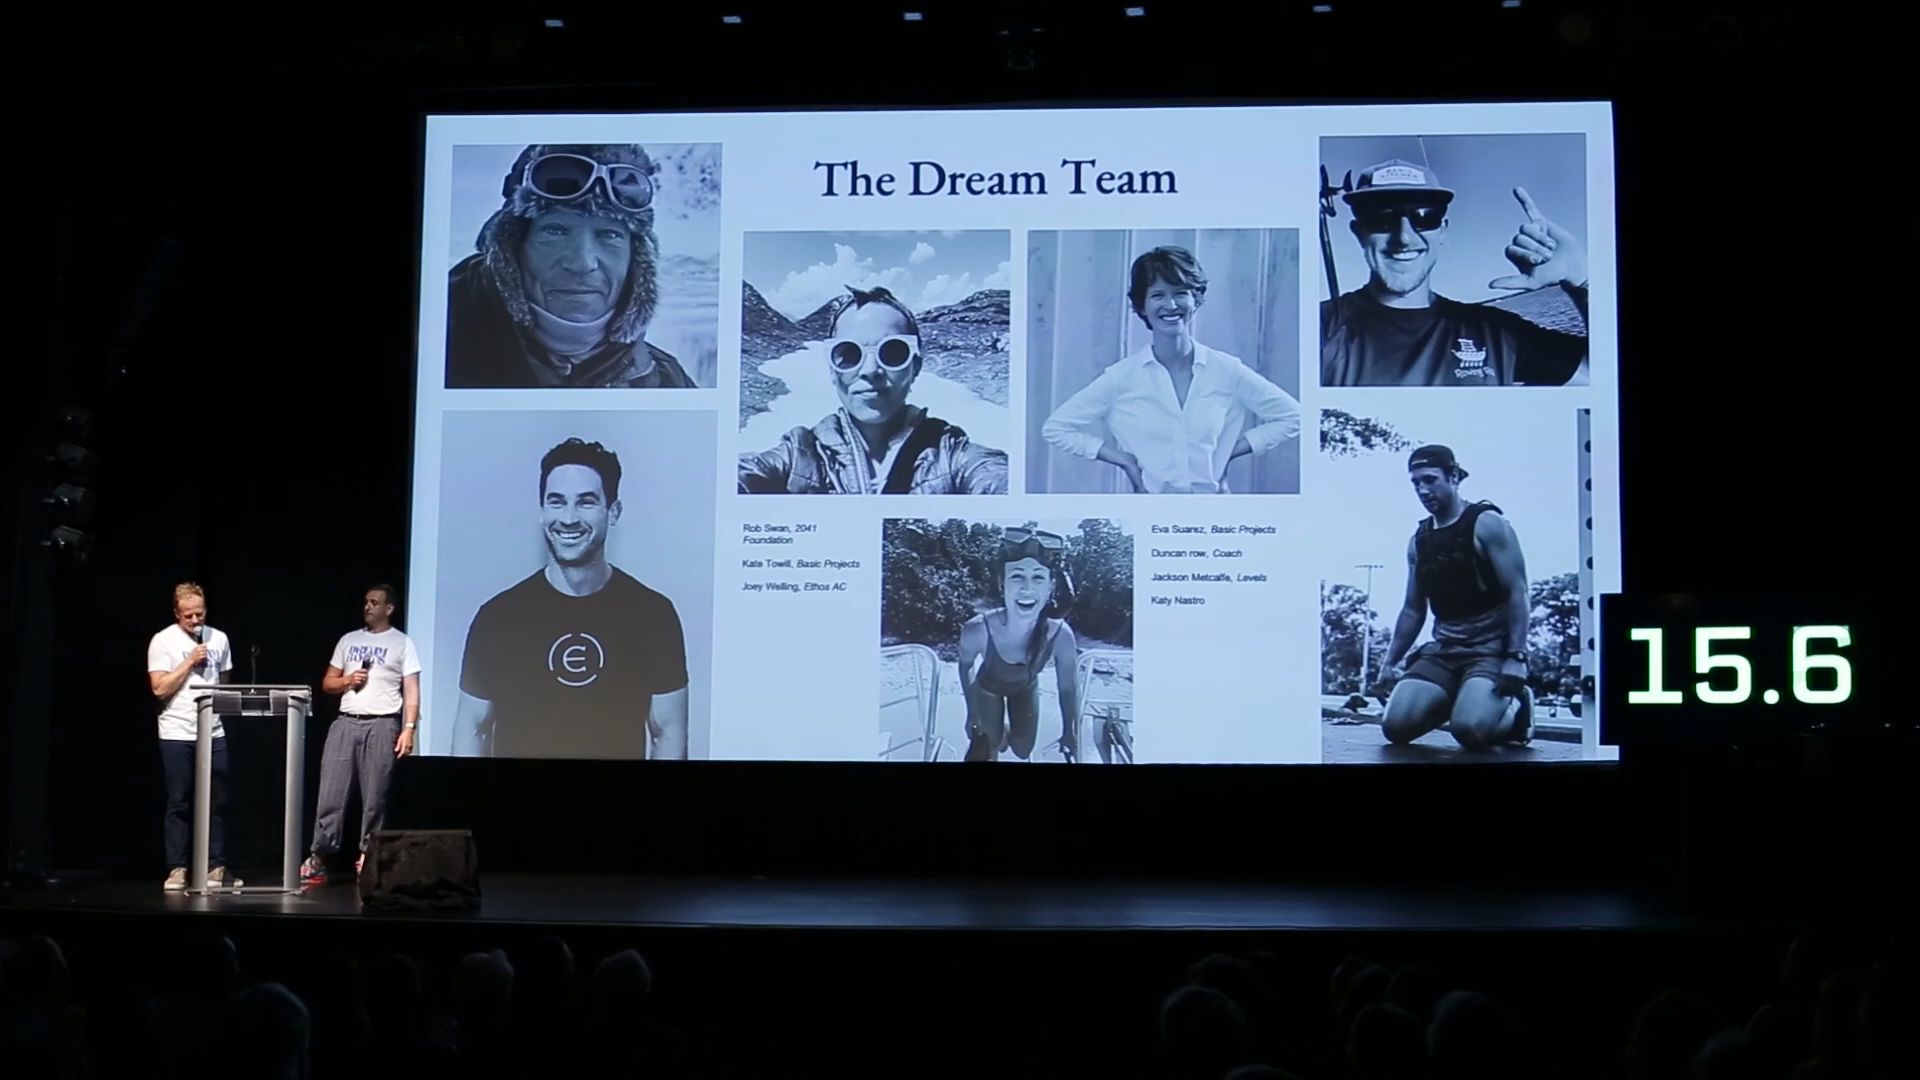 The Dream Team
Rob Swan, 2041
Foundation
Kate Towill, Basic Projects
Joey Welling, Ethos AC
Eva Suarez, Basic Projects
Duncan row, Coach
Jackson Metcalfe, Levels
Katy Nastro
15.6
DREAM